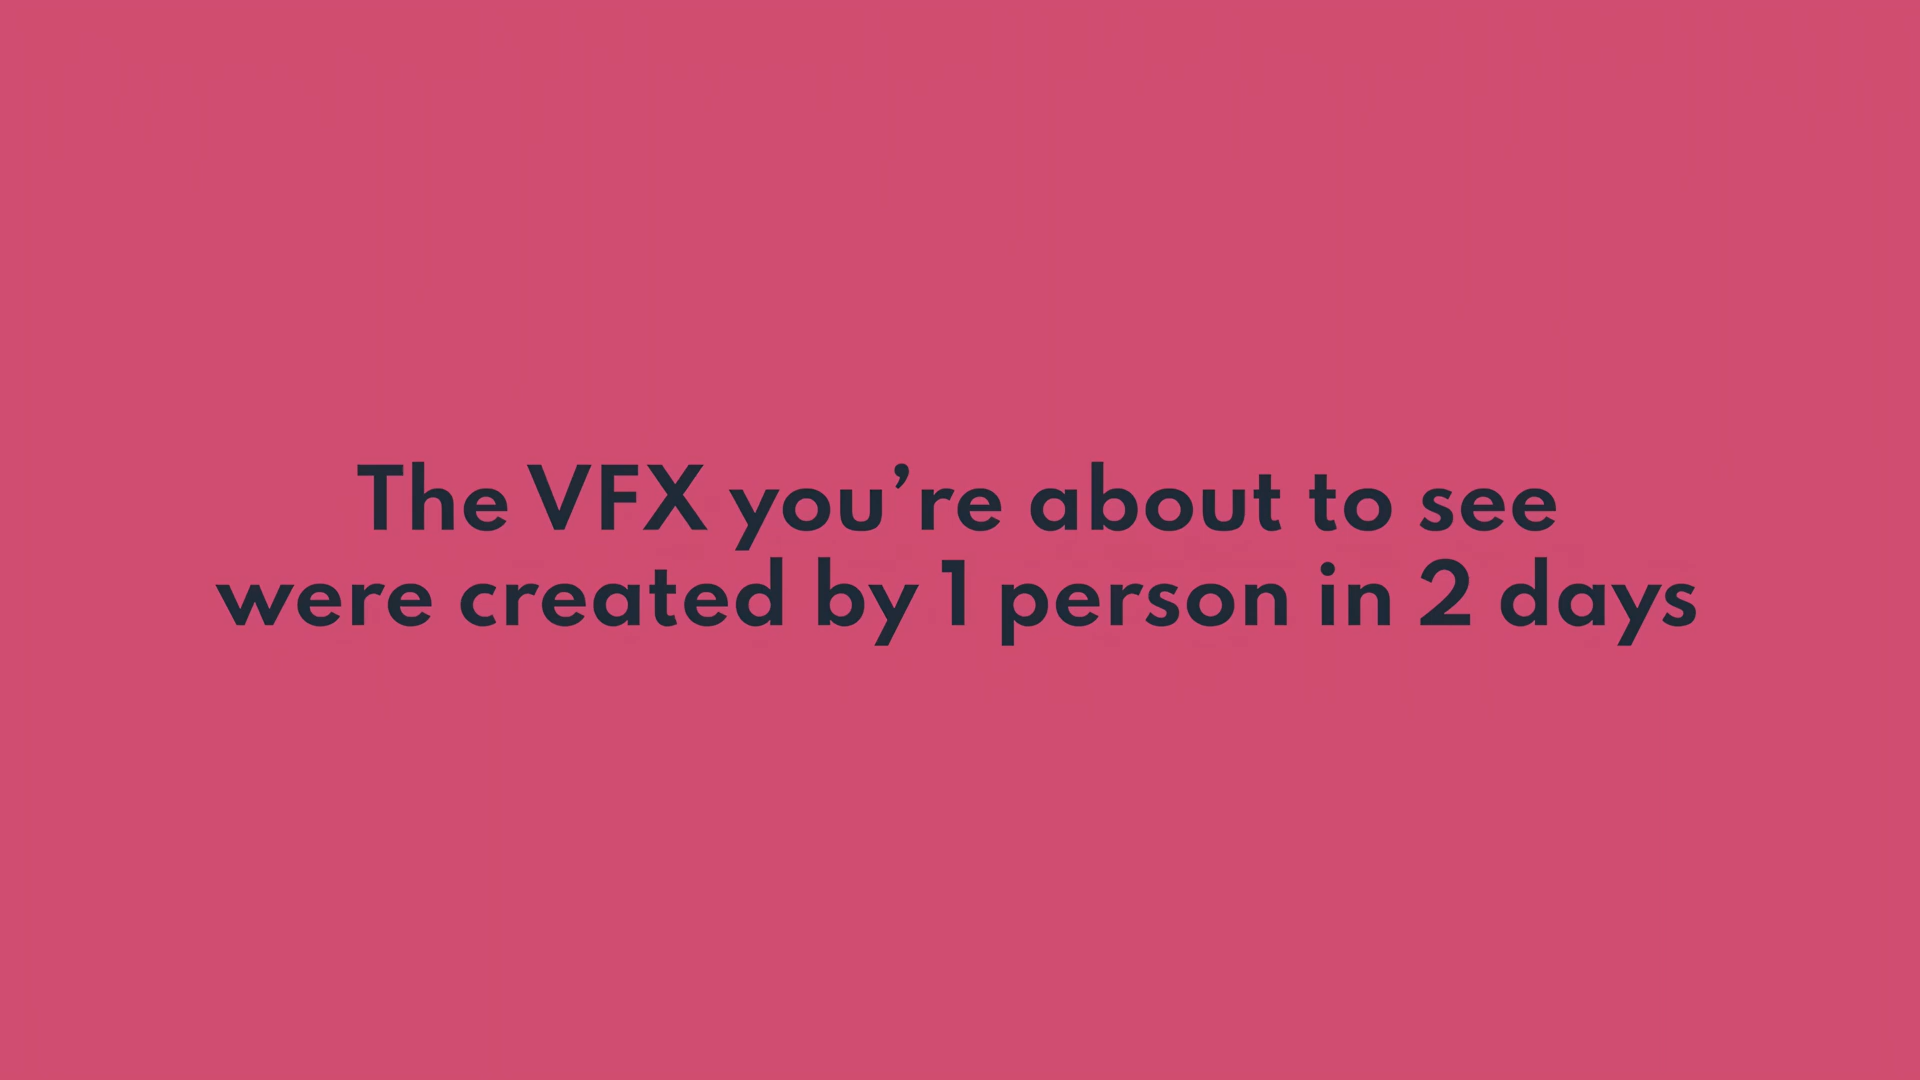 The VFX you’re about to see
were created by 1 person in 2 days